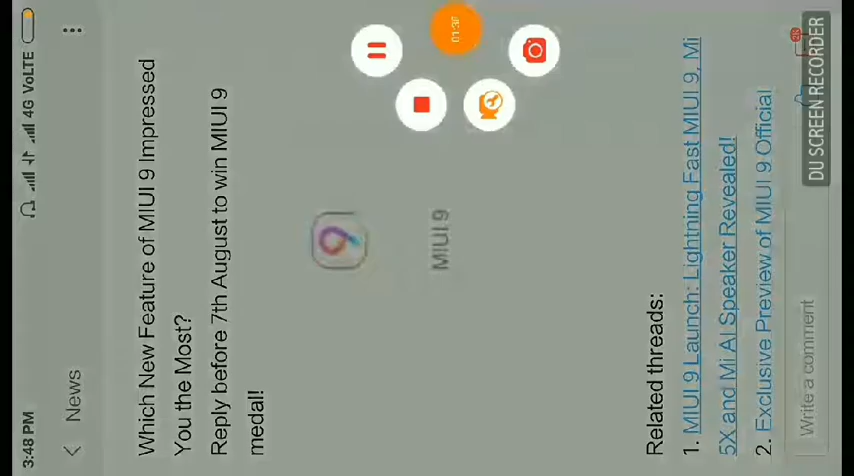 3:48 PM
4G VoLTE
News
Which New Feature of MIUI 9 Impressed
You the Most?
Reply before 7th August to win MIUI 9
medal!
01:38
MIUI 9
Related threads:
1. MIUI 9 Launch: Lightning Fast MIUI 9, Mi
5X and Mi AI Speaker Revealed!
2. Exclusive Preview of MIUI 9 Official
Write a comment
DU SCREEN RECORDER